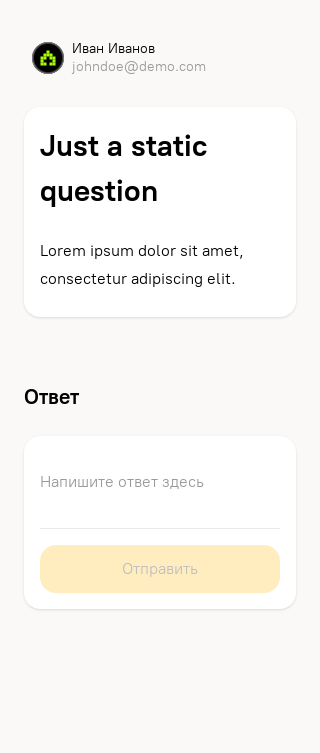 Иван Иванов
johndoe@demo.com
Just a static
question
Lorem ipsum dolor sit amet,
consectetur adipiscing elit.
Ответ
Напишите ответ здесь
Отправить